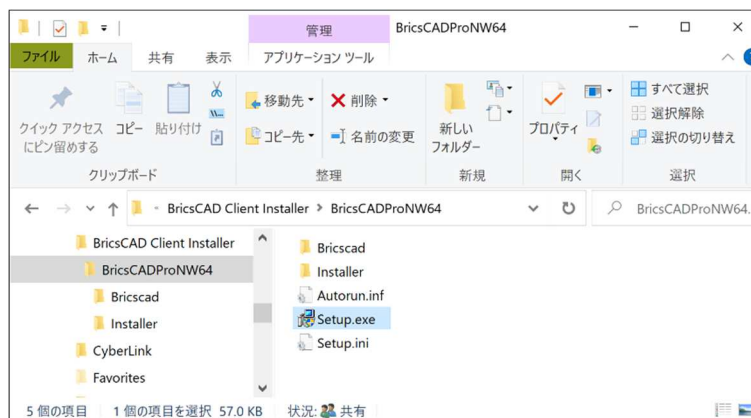 管理
BricsCADProNW64
ファイル ホーム 共有 表示 アプリケーション ツール
クイック アクセス
にピン留めする
コピー
貼り付け
クリップボード
移動先
コピー先
削除
名前の変更
整理
新しい
フォルダー
新規
プロパティ
開く
すべて選択
選択解除
選択の切り替え
選択
BricsCAD Client Installer > BricsCADProNW64
BricsCADProNW64.
BricsCAD Client Installer
BricsCADProNW64
Bricscad
Installer
CyberLink
Favorites
Bricscad
Installer
Autorun.inf
Setup.exe
Setup.ini
5 個の項目 1 個の項目を選択 57.0 KB 状況: 共有